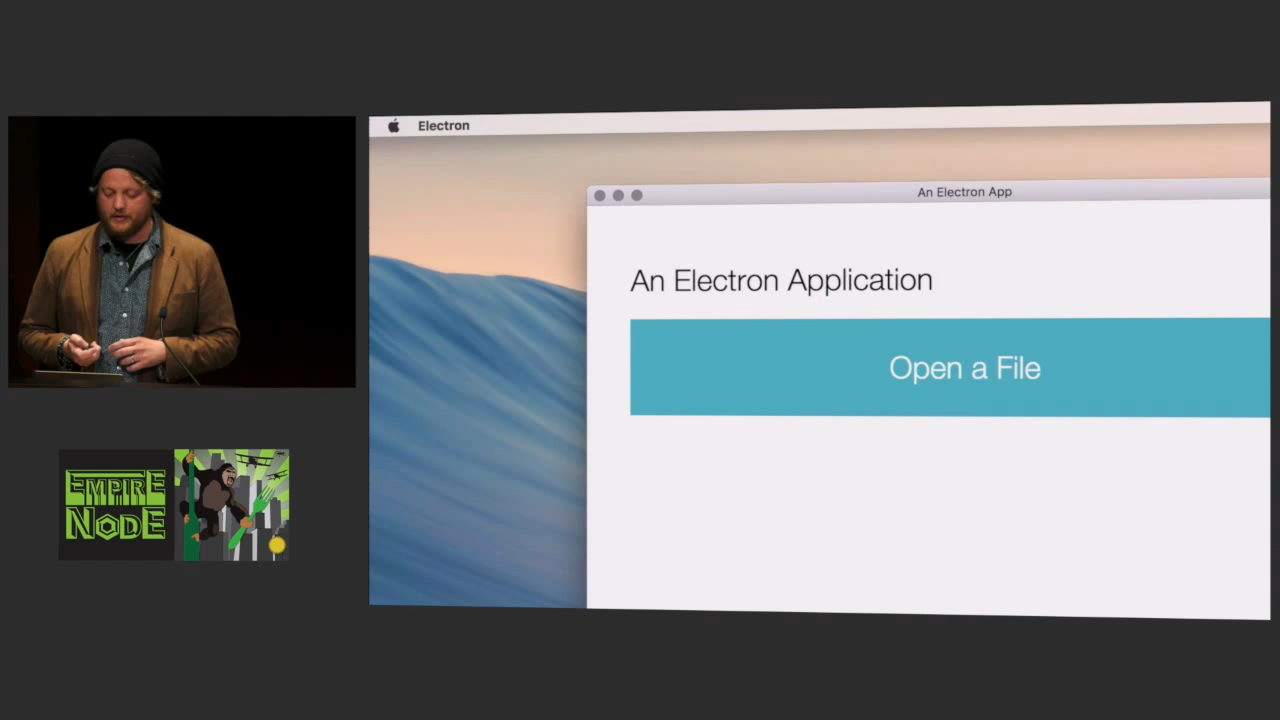 Electron
An Electron App
An Electron Application
Open a File
EMPIRE
NODE